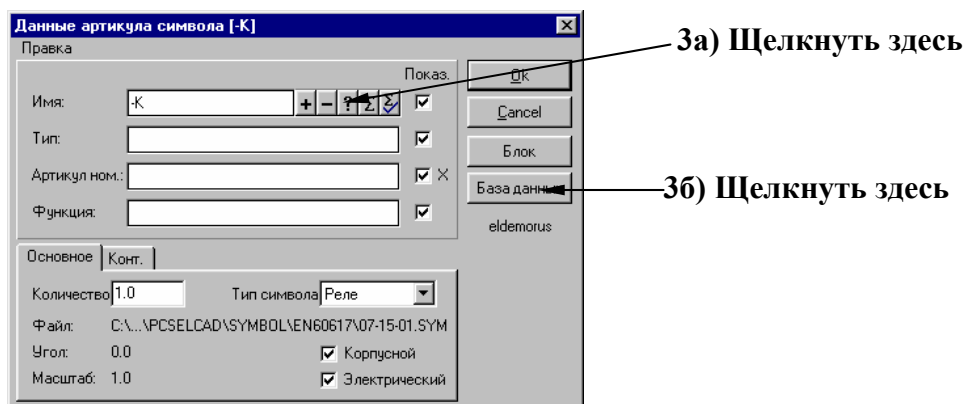 Данные артикула символа [-K]
Правка
3а) Щелкнуть здесь
Показ.
Ok
Имя: -K + − ? Σ Σ
Cancel
Тип:
Блок
Артикул ном.: X
База данных
3б) Щелкнуть здесь
Функция:
eldemorus
Основное Конт.
Количество 1.0 Тип символа Реле
Файл: C:\...\PCSELCAD\SYMBOL\EN60617\07-15-01.SYM
Угол: 0.0 Корпусной
Масштаб: 1.0 Электрический